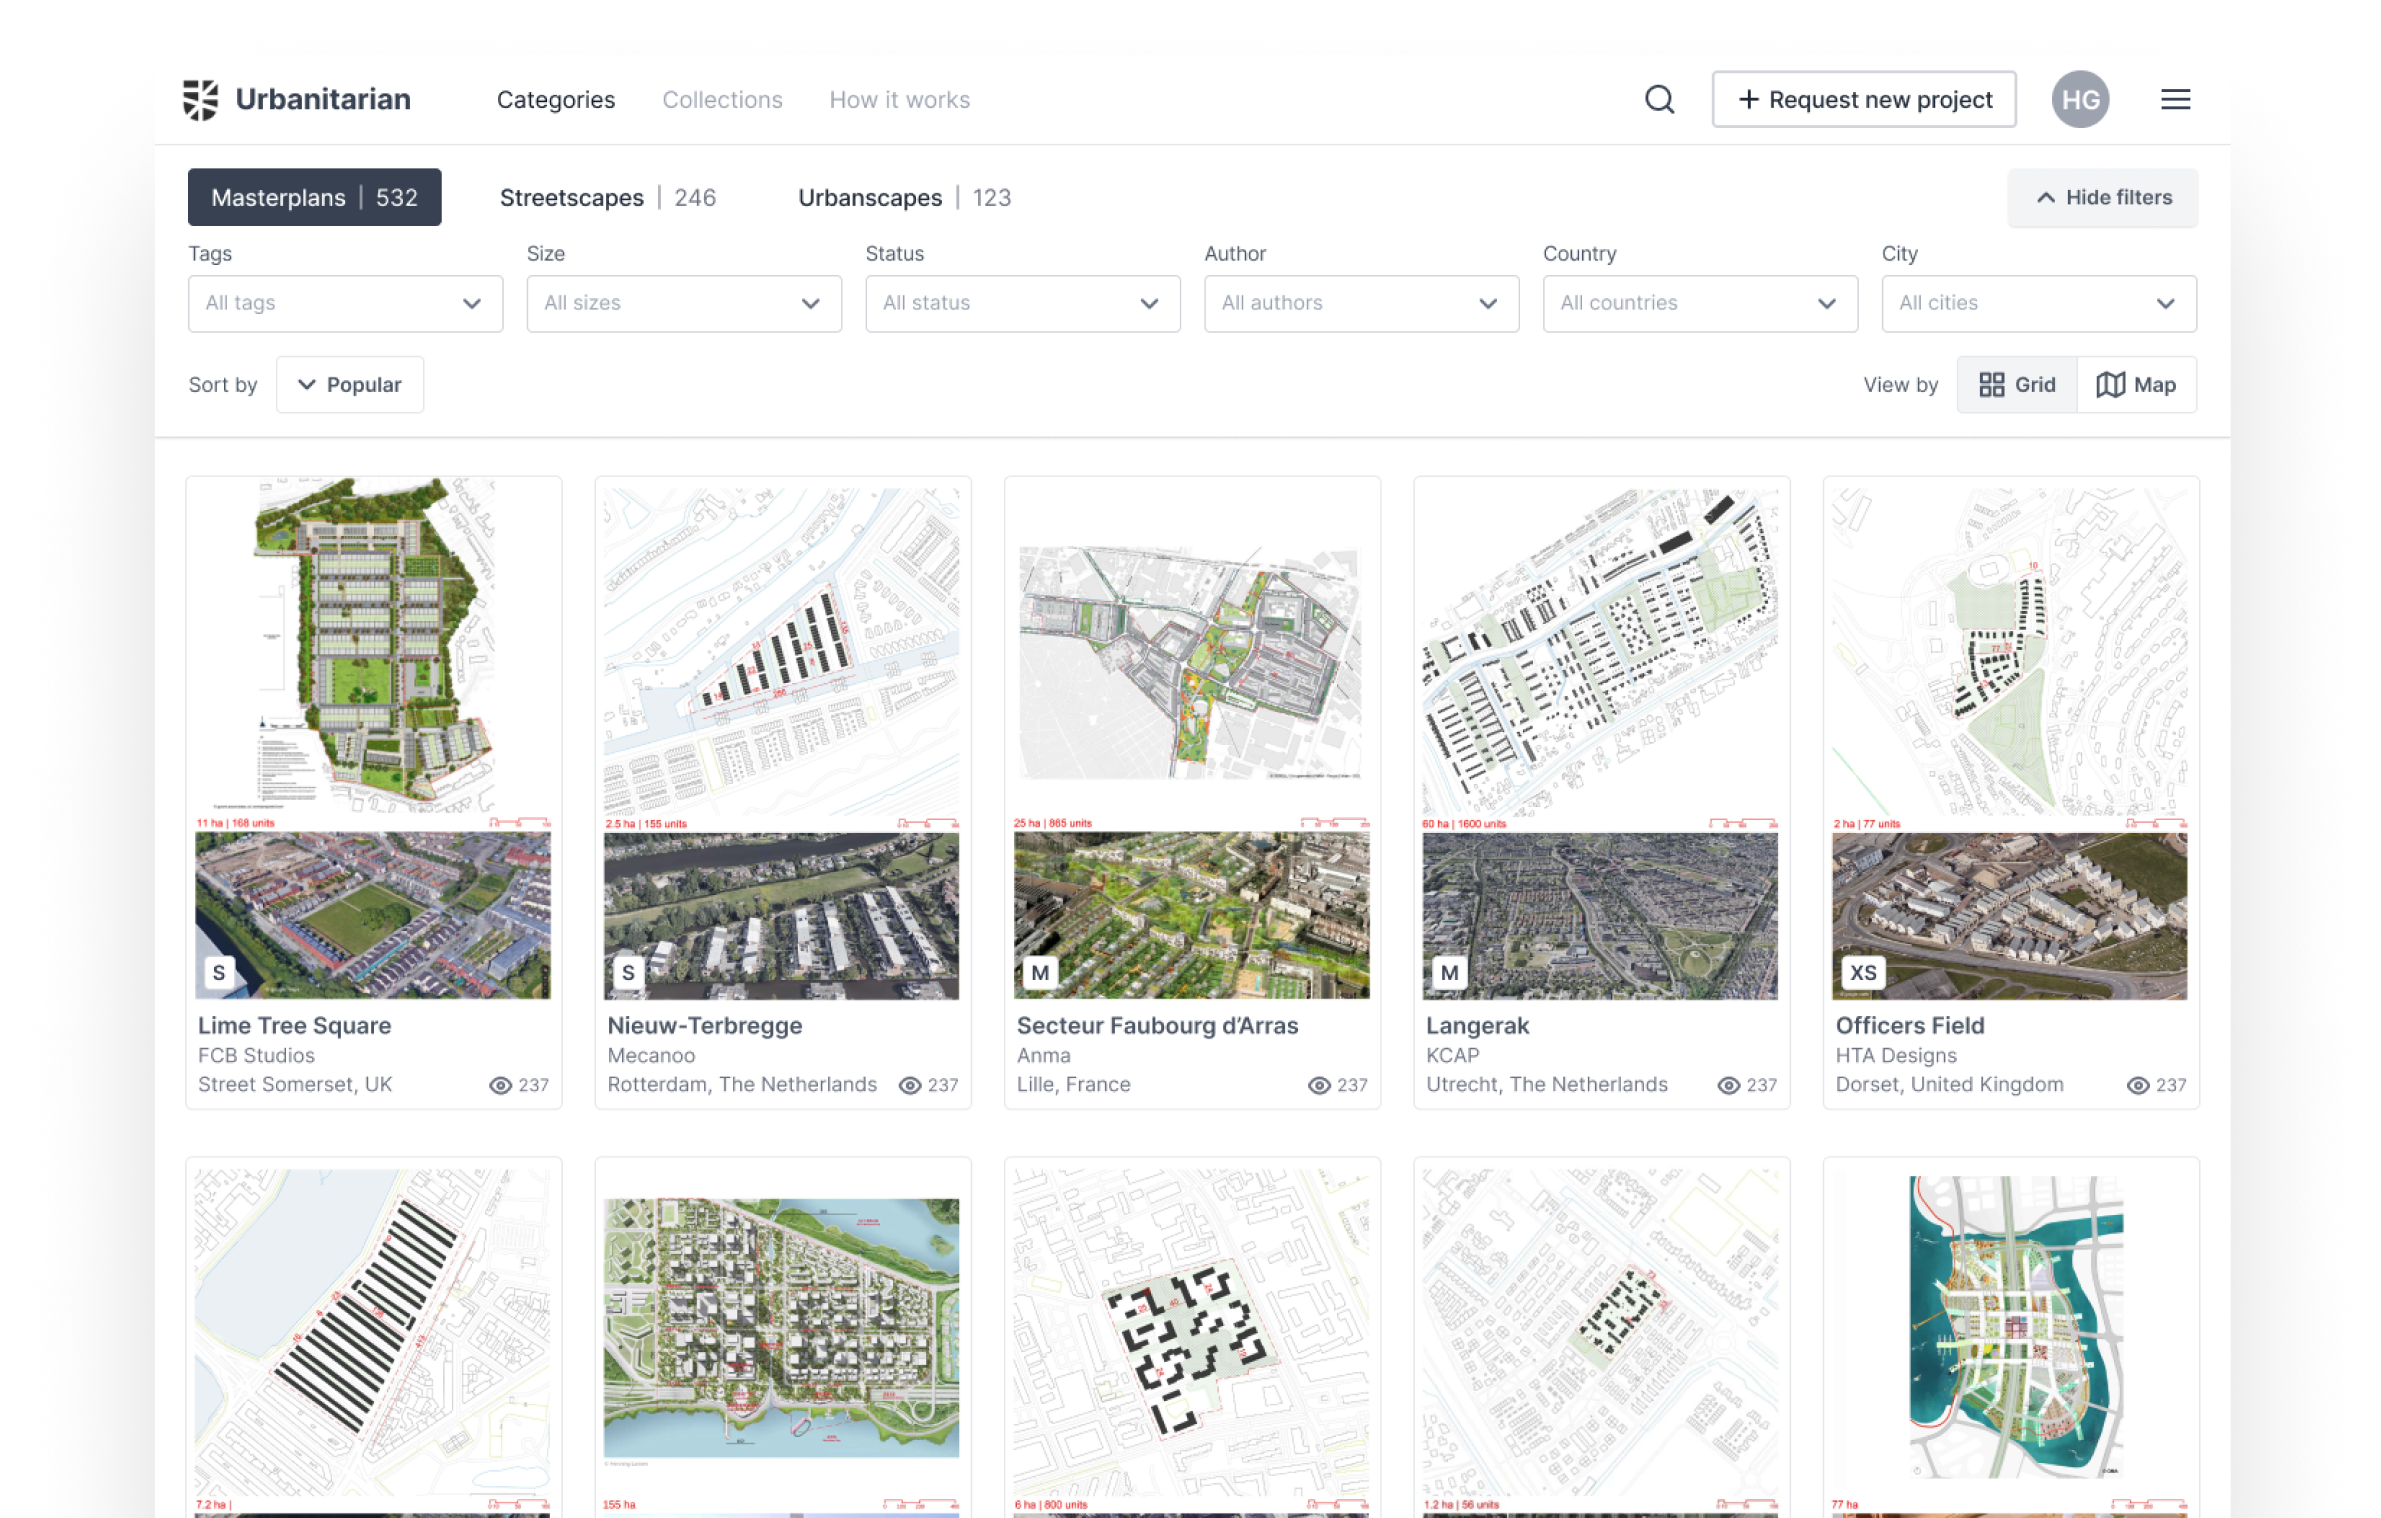 Urbanitarian
Categories
Collections
How it works
+ Request new project
HG
Masterplans | 532
Streetscapes | 246
Urbanscapes | 123
Hide filters
Tags
Size
Status
Author
Country
City
All tags
All sizes
All status
All authors
All countries
All cities
Sort by
Popular
View by
Grid
Map
11 ha | 168 units
2.5 ha | 155 units
25 ha | 865 units
60 ha | 1600 units
2 ha | 77 units
S
S
M
M
XS
Lime Tree Square
FCB Studios
Street Somerset, UK
237
Nieuw-Terbregge
Mecanoo
Rotterdam, The Netherlands
237
Secteur Faubourg d’Arras
Anma
Lille, France
237
Langerak
KCAP
Utrecht, The Netherlands
237
Officers Field
HTA Designs
Dorset, United Kingdom
237
7.2 ha |
155 ha
6 ha | 800 units
1.2 ha | 56 units
77 ha